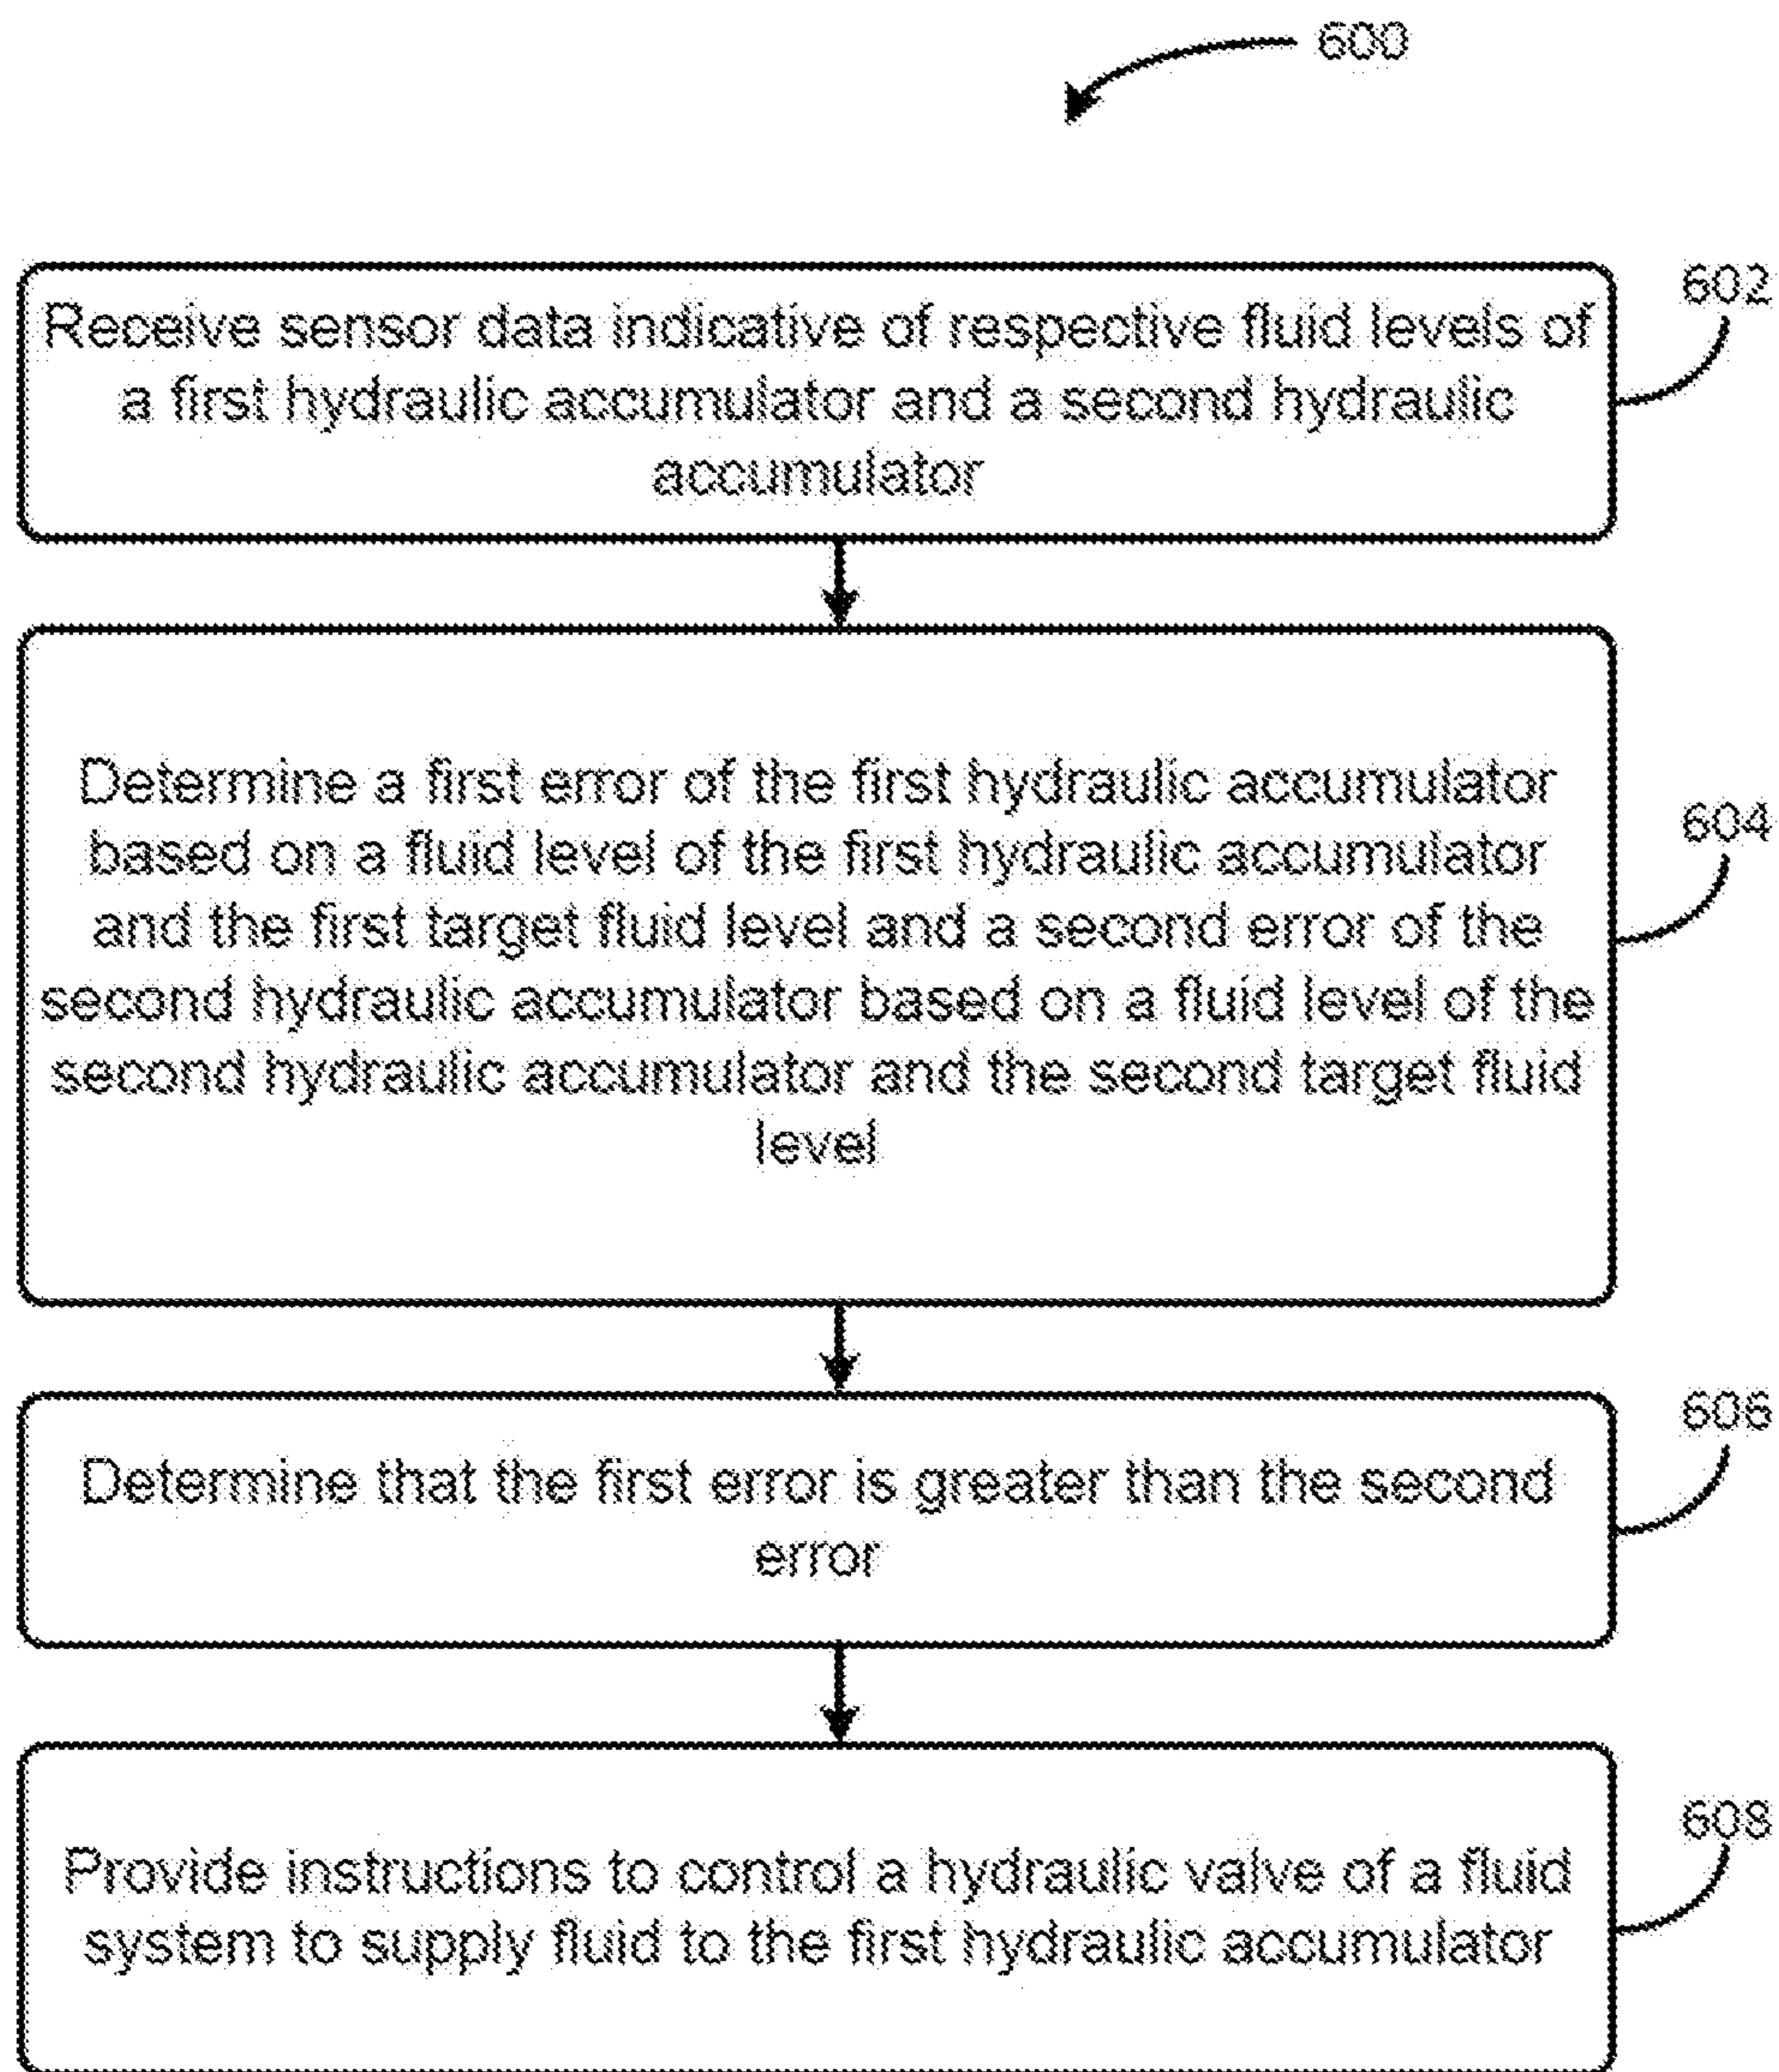 600
602
Receive sensor data indicative of respective fluid levels of
a first hydraulic accumulator and a second hydraulic
accumulator
604
Determine a first error of the first hydraulic accumulator
based on a fluid level of the first hydraulic accumulator
and the first target fluid level and a second error of the
second hydraulic accumulator based on a fluid level of the
second hydraulic accumulator and the second target fluid
level
606
Determine that the first error is greater than the second
error
608
Provide instructions to control a hydraulic valve of a fluid
system to supply fluid to the first hydraulic accumulator